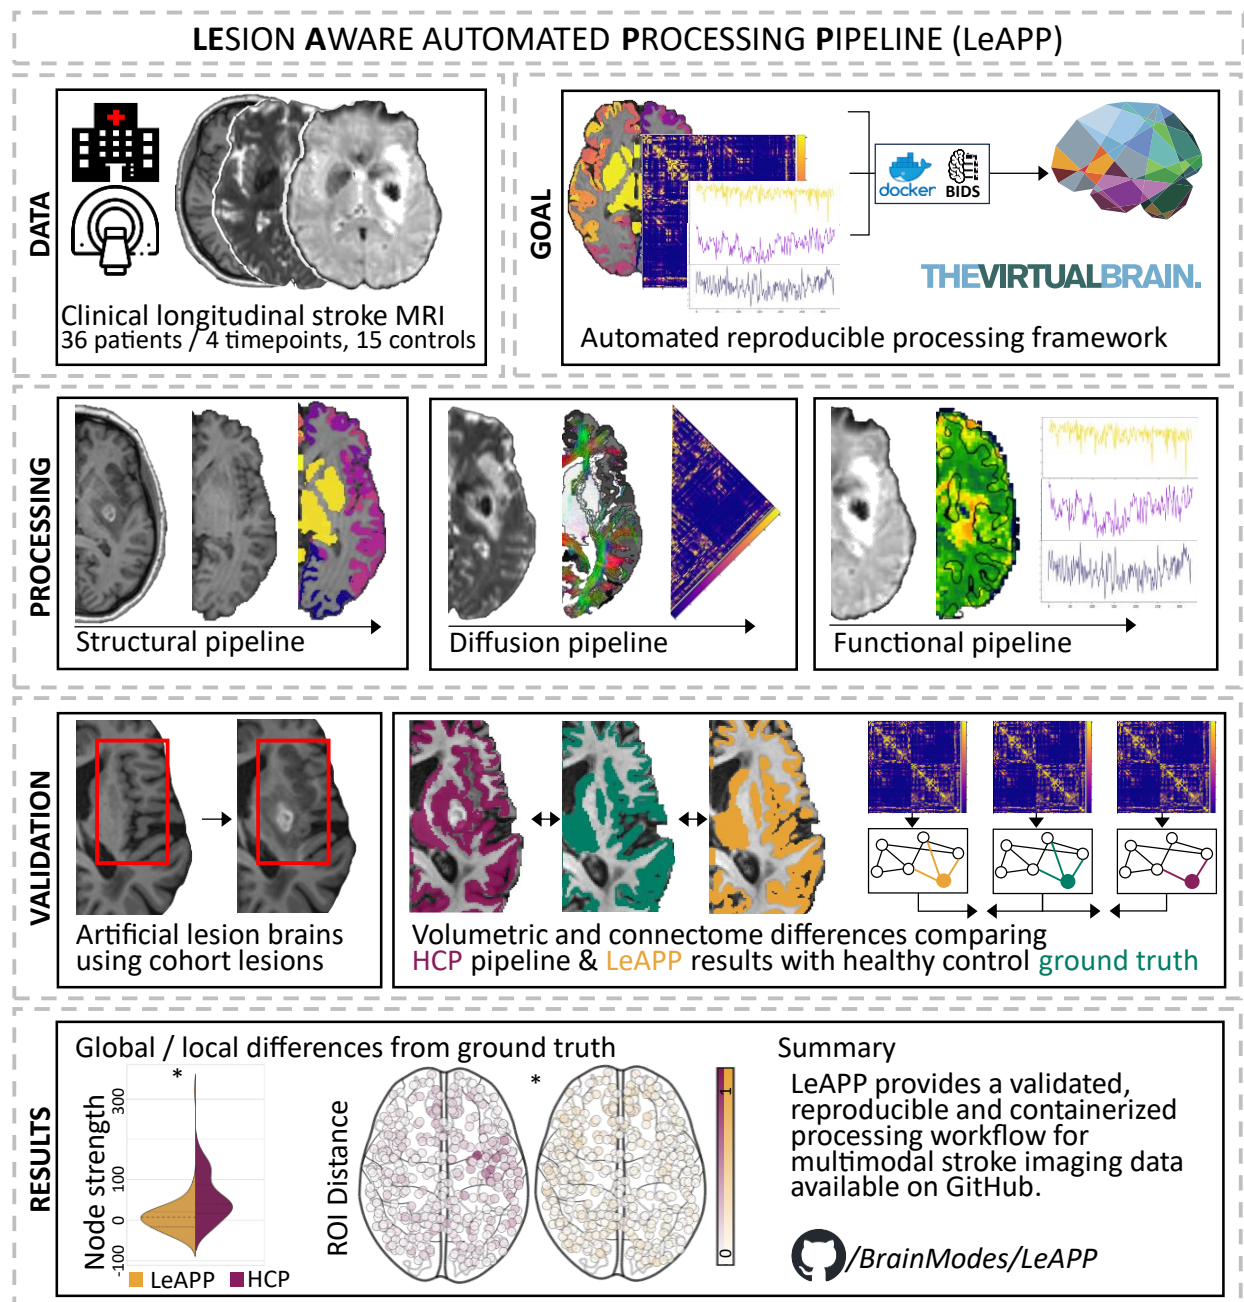 LESION AWARE AUTOMATED PROCESSING PIPELINE (LeAPP)
DATA
Clinical longitudinal stroke MRI
36 patients / 4 timepoints, 15 controls
GOAL
docker
BIDS
THEVIRTUALBRAIN.
Automated reproducible processing framework
PROCESSING
Structural pipeline
Diffusion pipeline
Functional pipeline
VALIDATION
Artificial lesion brains
using cohort lesions
Volumetric and connectome differences comparing
HCP pipeline & LeAPP results with healthy control ground truth
RESULTS
Global / local differences from ground truth
*
Node strength
300
100
0
-100
LeAPP HCP
ROI Distance
*
1
0
Summary
LeAPP provides a validated,
reproducible and containerized
processing workflow for
multimodal stroke imaging data
available on GitHub.
/BrainModes/LeAPP